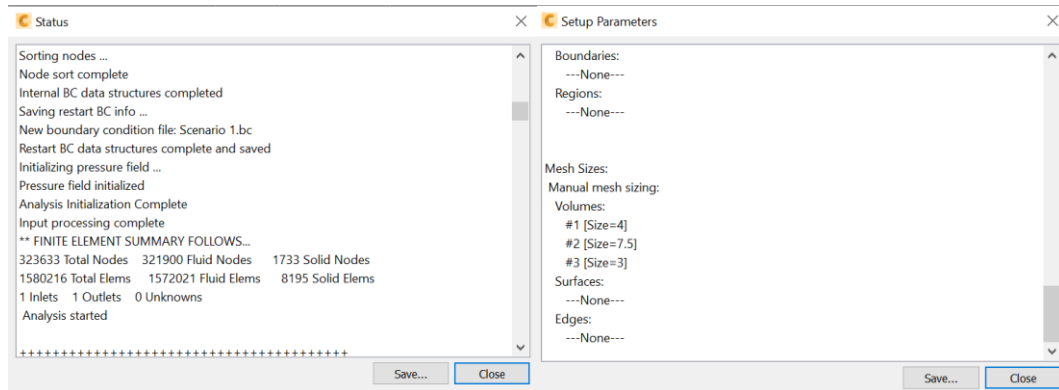 Status
Sorting nodes ...
Node sort complete
Internal BC data structures completed
Saving restart BC info ...
New boundary condition file: Scenario 1.bc
Restart BC data structures complete and saved
Initializing pressure field ...
Pressure field initialized
Analysis Initialization Complete
Input processing complete
** FINITE ELEMENT SUMMARY FOLLOWS...
323633 Total Nodes 321900 Fluid Nodes 1733 Solid Nodes
1580216 Total Elems 1572021 Fluid Elems 8195 Solid Elems
1 Inlets 1 Outlets 0 Unknowns
Analysis started
++++++++++++++++++++++++++++++++++++++++
Save...
Close
Setup Parameters
Boundaries:
---None---
Regions:
---None---
Mesh Sizes:
Manual mesh sizing:
Volumes:
#1 [Size=4]
#2 [Size=7.5]
#3 [Size=3]
Surfaces:
---None---
Edges:
---None---
Save...
Close